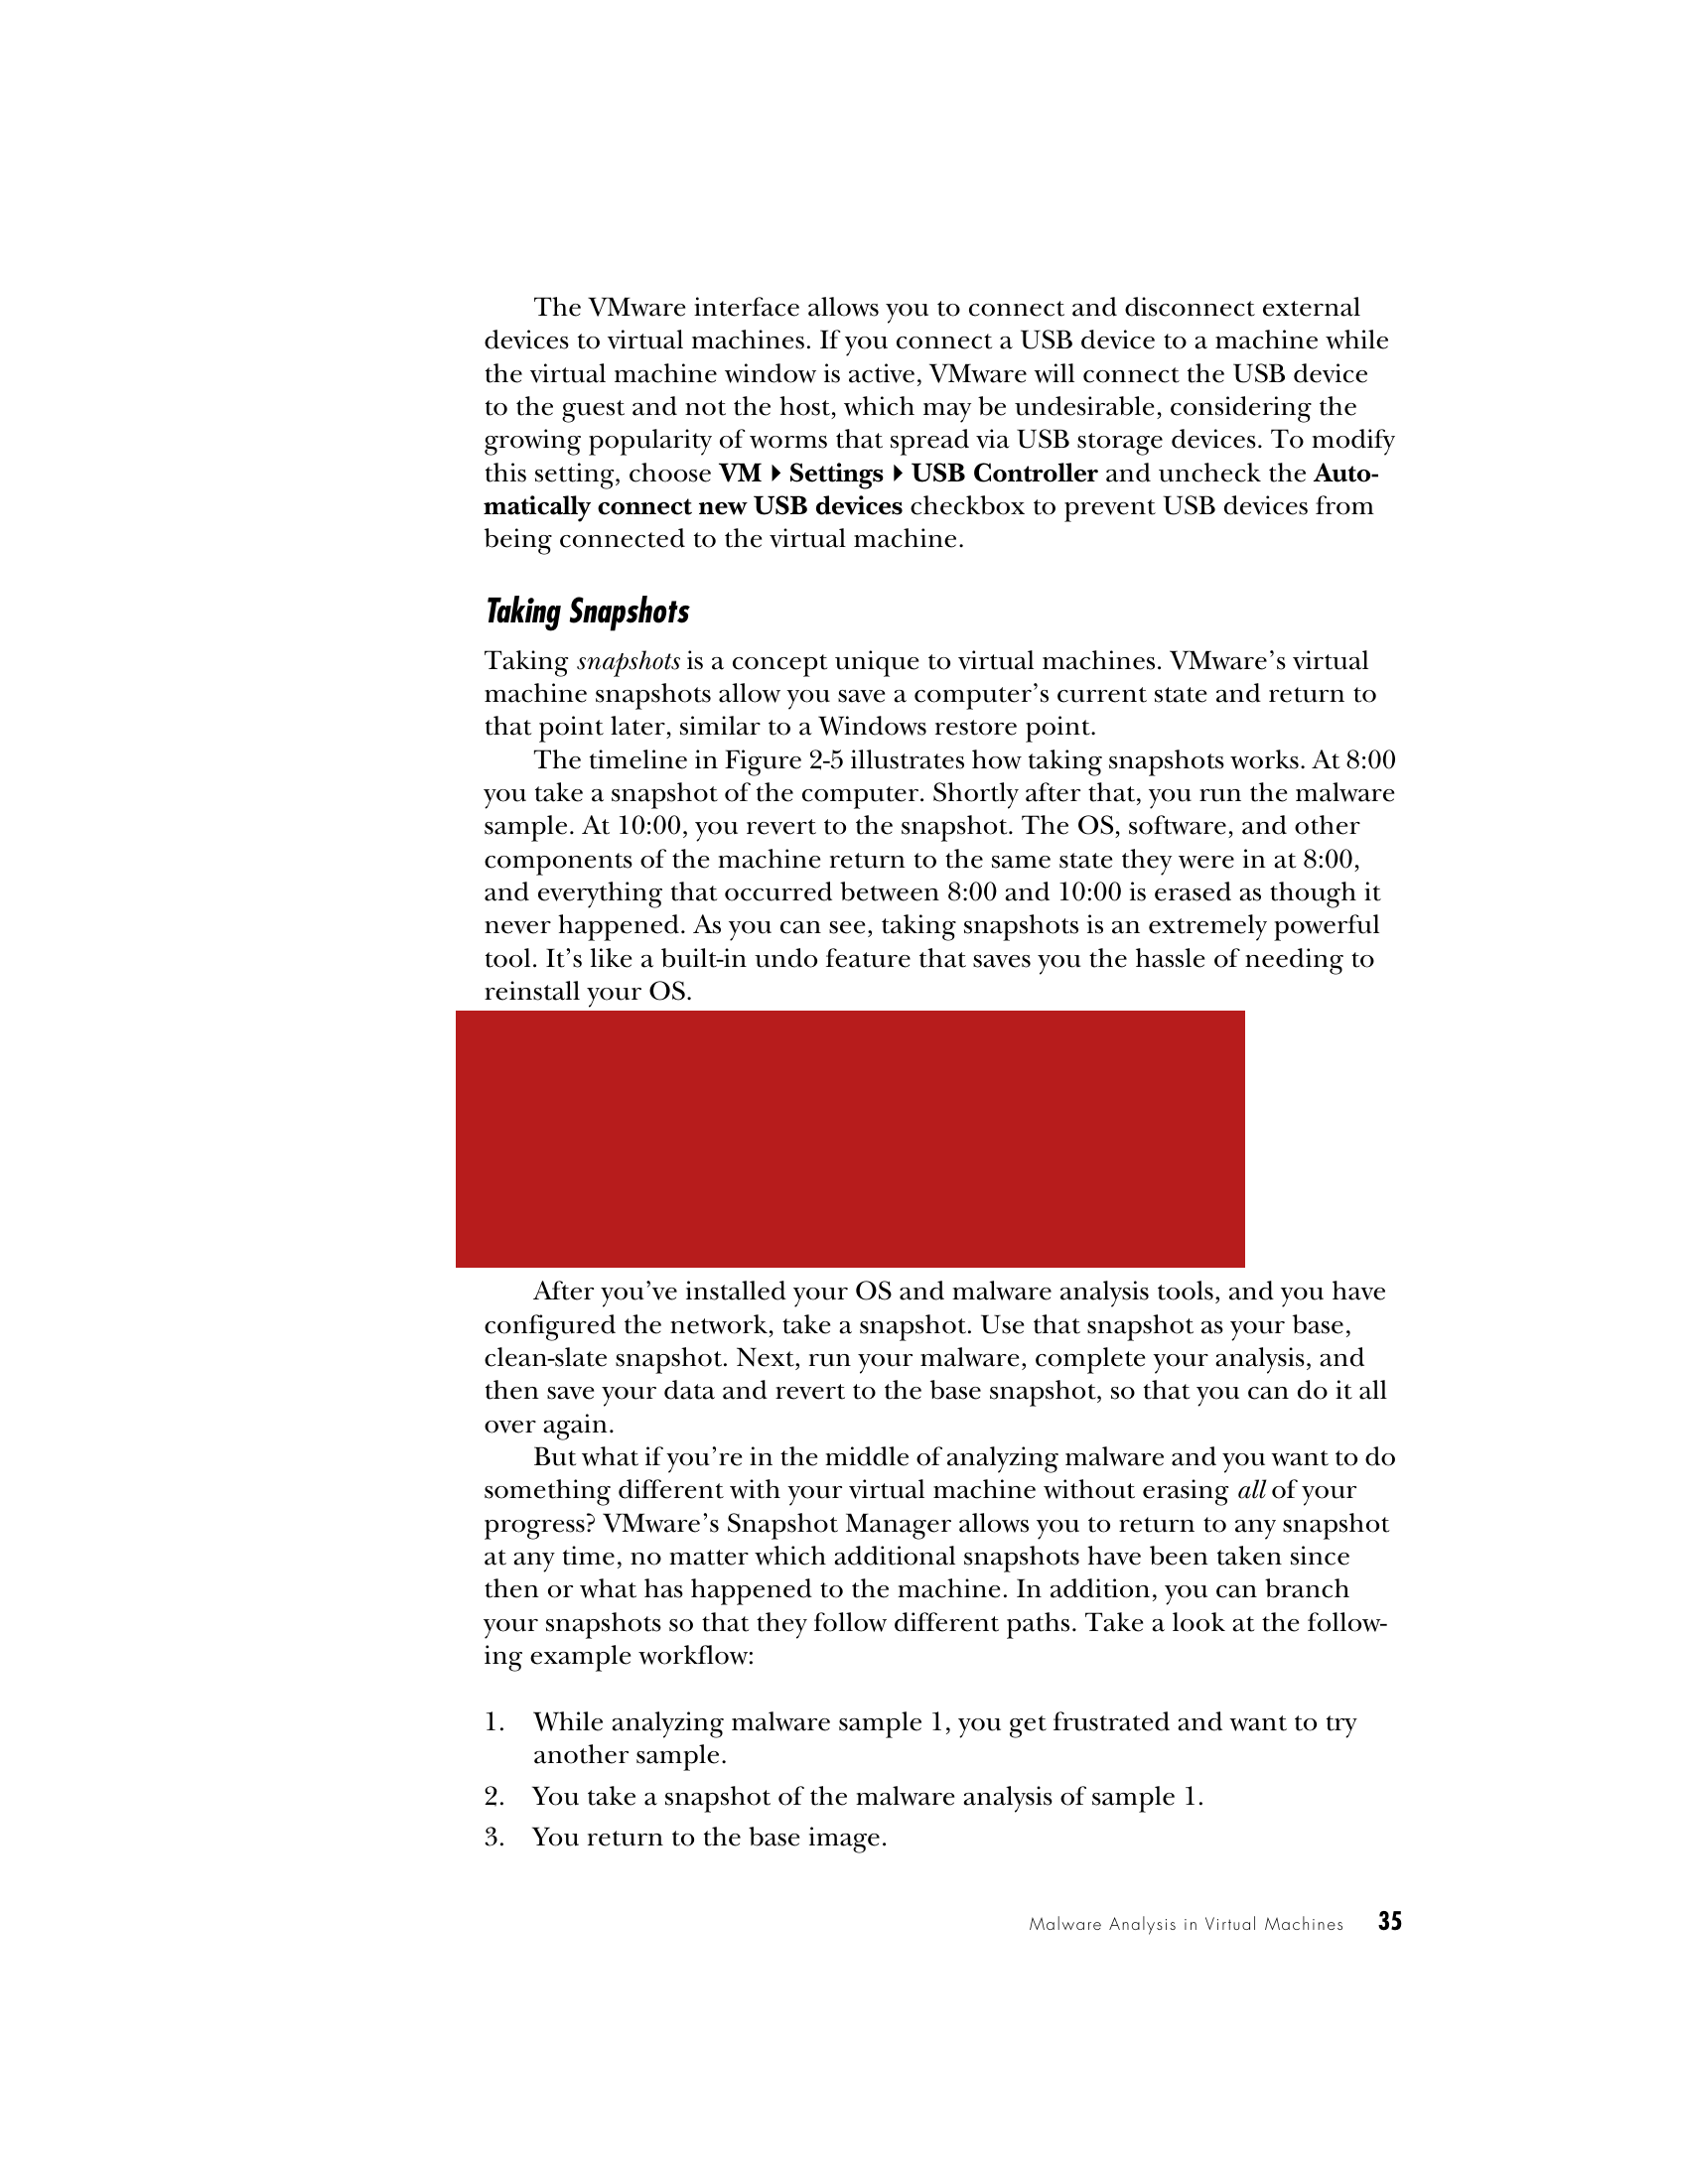 The VMware interface allows you to connect and disconnect external
devices to virtual machines. If you connect a USB device to a machine while
the virtual machine window is active, VMware will connect the USB device
to the guest and not the host, which may be undesirable, considering the
growing popularity of worms that spread via USB storage devices. To modify
this setting, choose VM ▸ Settings ▸ USB Controller and uncheck the Auto-
matically connect new USB devices checkbox to prevent USB devices from
being connected to the virtual machine.
Taking Snapshots
Taking snapshots is a concept unique to virtual machines. VMware’s virtual
machine snapshots allow you save a computer’s current state and return to
that point later, similar to a Windows restore point.
The timeline in Figure 2-5 illustrates how taking snapshots works. At 8:00
you take a snapshot of the computer. Shortly after that, you run the malware
sample. At 10:00, you revert to the snapshot. The OS, software, and other
components of the machine return to the same state they were in at 8:00,
and everything that occurred between 8:00 and 10:00 is erased as though it
never happened. As you can see, taking snapshots is an extremely powerful
tool. It’s like a built-in undo feature that saves you the hassle of needing to
reinstall your OS.
After you’ve installed your OS and malware analysis tools, and you have
configured the network, take a snapshot. Use that snapshot as your base,
clean-slate snapshot. Next, run your malware, complete your analysis, and
then save your data and revert to the base snapshot, so that you can do it all
over again.
But what if you’re in the middle of analyzing malware and you want to do
something different with your virtual machine without erasing all of your
progress? VMware’s Snapshot Manager allows you to return to any snapshot
at any time, no matter which additional snapshots have been taken since
then or what has happened to the machine. In addition, you can branch
your snapshots so that they follow different paths. Take a look at the follow-
ing example workflow:
1. While analyzing malware sample 1, you get frustrated and want to try
another sample.
2. You take a snapshot of the malware analysis of sample 1.
3. You return to the base image.
Malware Analysis in Virtual Machines 35